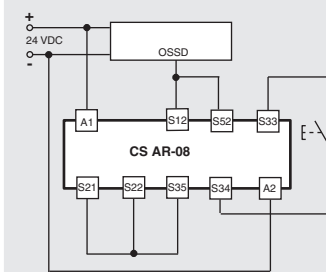 +
24 VDC
-
OSSD
A1 S12 S52 S33
CS AR-08
S21 S22 S35 S34 A2